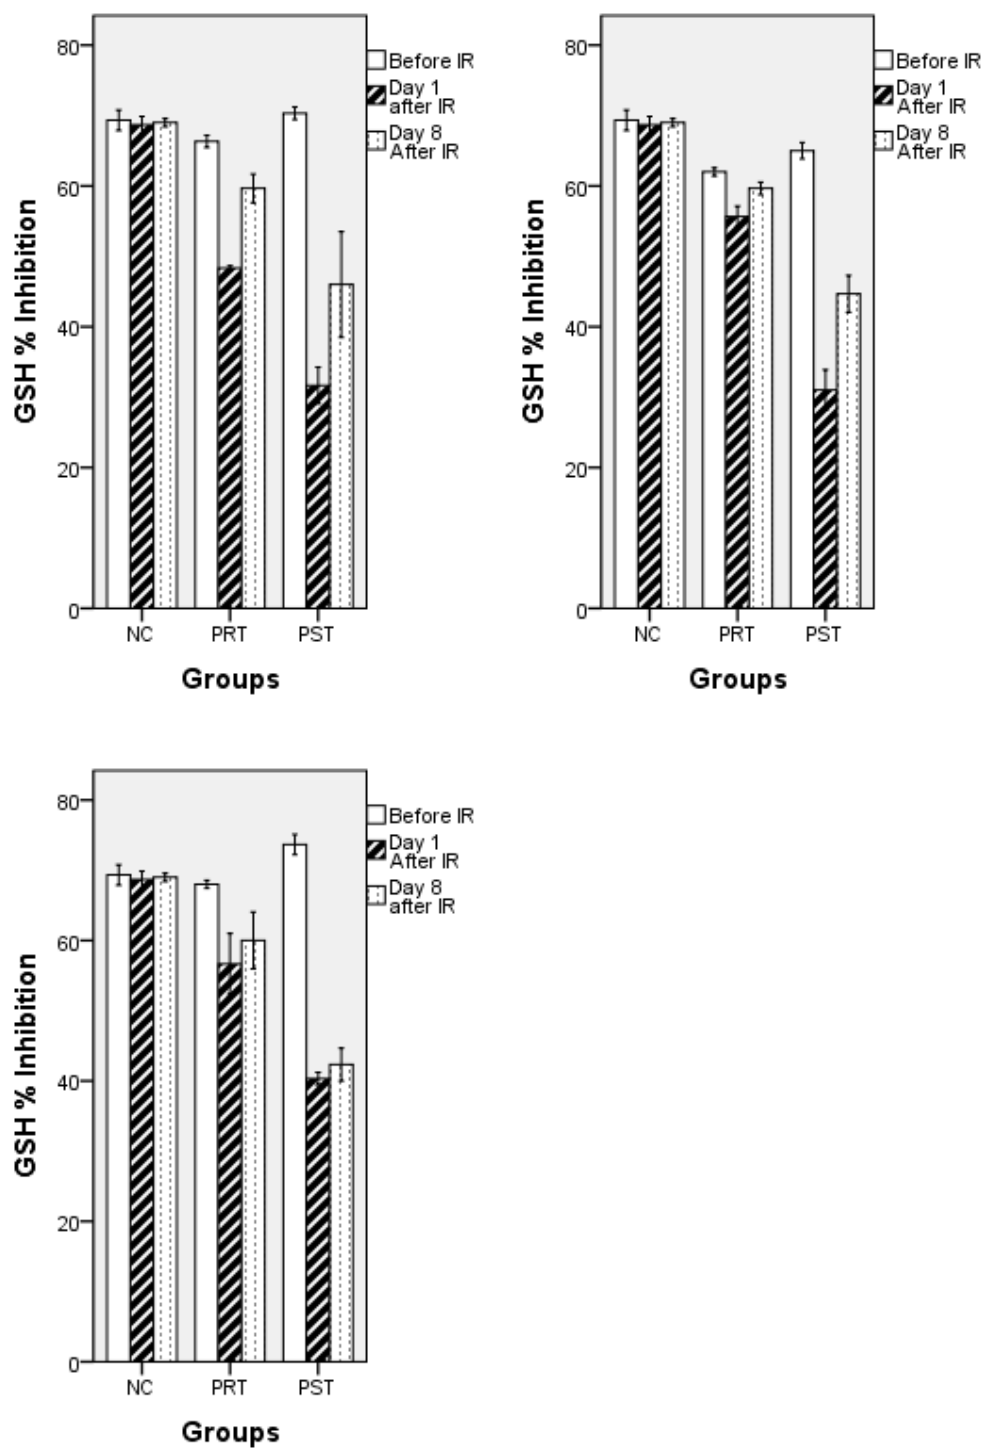 80
60
40
20
0
GSH % Inhibition
NC
PRT
PST
Groups
Before IR
Day 1
after IR
Day 8
After IR
80
60
40
20
0
GSH % Inhibition
NC
PRT
PST
Groups
Before IR
Day 1
After IR
Day 8
After IR
80
60
40
20
0
GSH % Inhibition
NC
PRT
PST
Groups
Before IR
Day 1
After IR
Day 8
after IR